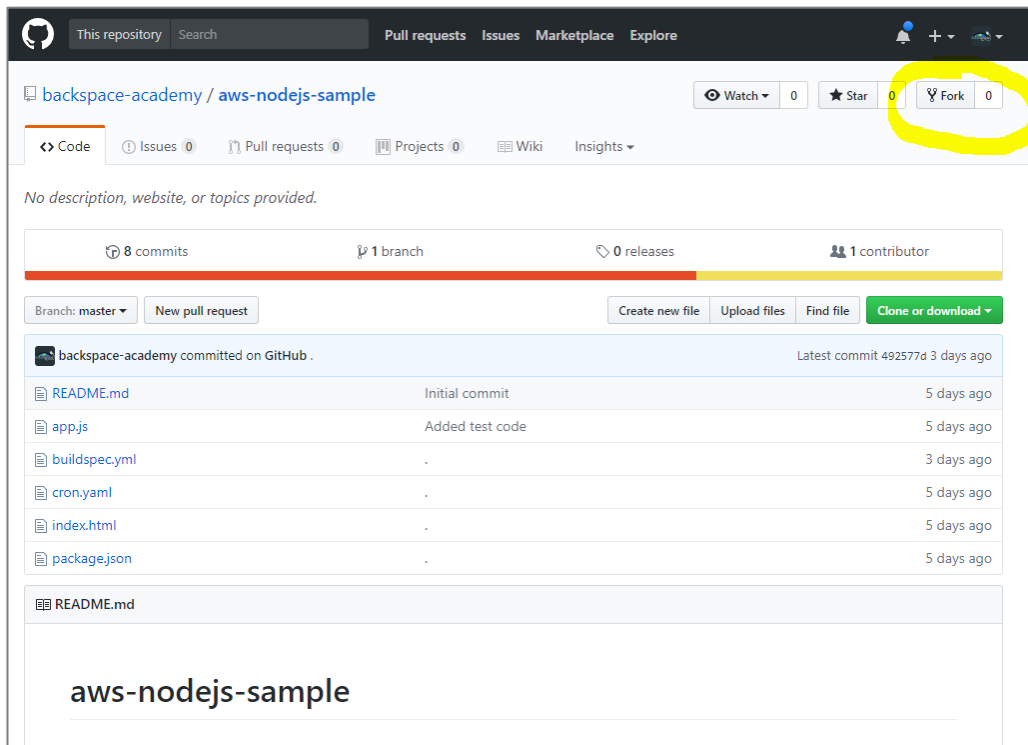 This repository Search Pull requests Issues Marketplace Explore
backspace-academy / aws-nodejs-sample Watch 0 Star 0 Fork 0
Code Issues 0 Pull requests 0 Projects 0 Wiki Insights
No description, website, or topics provided.
8 commits 1 branch 0 releases 1 contributor
Branch: master New pull request Create new file Upload files Find file Clone or download
backspace-academy committed on GitHub . Latest commit 492577d 3 days ago
README.md Initial commit 5 days ago
app.js Added test code 5 days ago
buildspec.yml . 3 days ago
cron.yaml . 5 days ago
index.html . 5 days ago
package.json . 5 days ago
README.md
aws-nodejs-sample